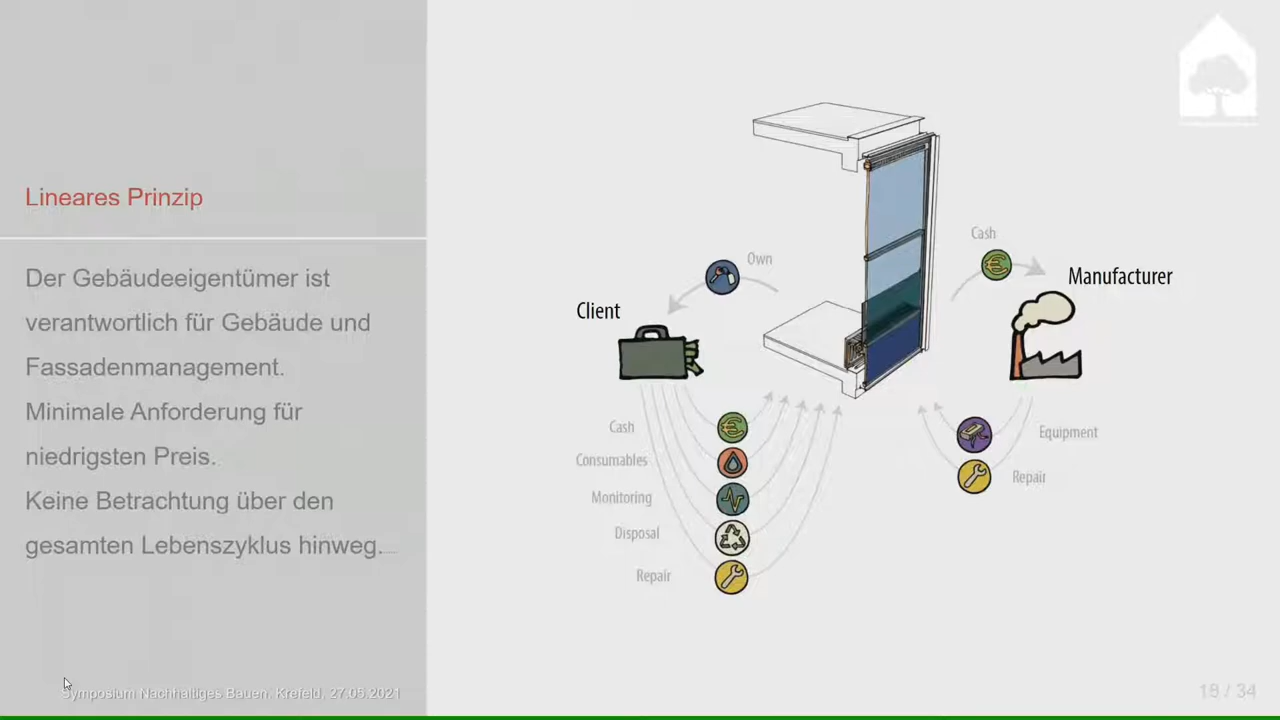 Lineares Prinzip
Der Gebäudeeigentümer ist
verantwortlich für Gebäude und
Fassadenmanagement.
Minimale Anforderung für
niedrigsten Preis.
Keine Betrachtung über den
gesamten Lebenszyklus hinweg.
Symposium Nachhaltiges Bauen, Krefeld, 27.05.2021
Own
Client
Cash
Manufacturer
Cash
Consumables
Monitoring
Disposal
Repair
Equipment
Repair
18 / 34